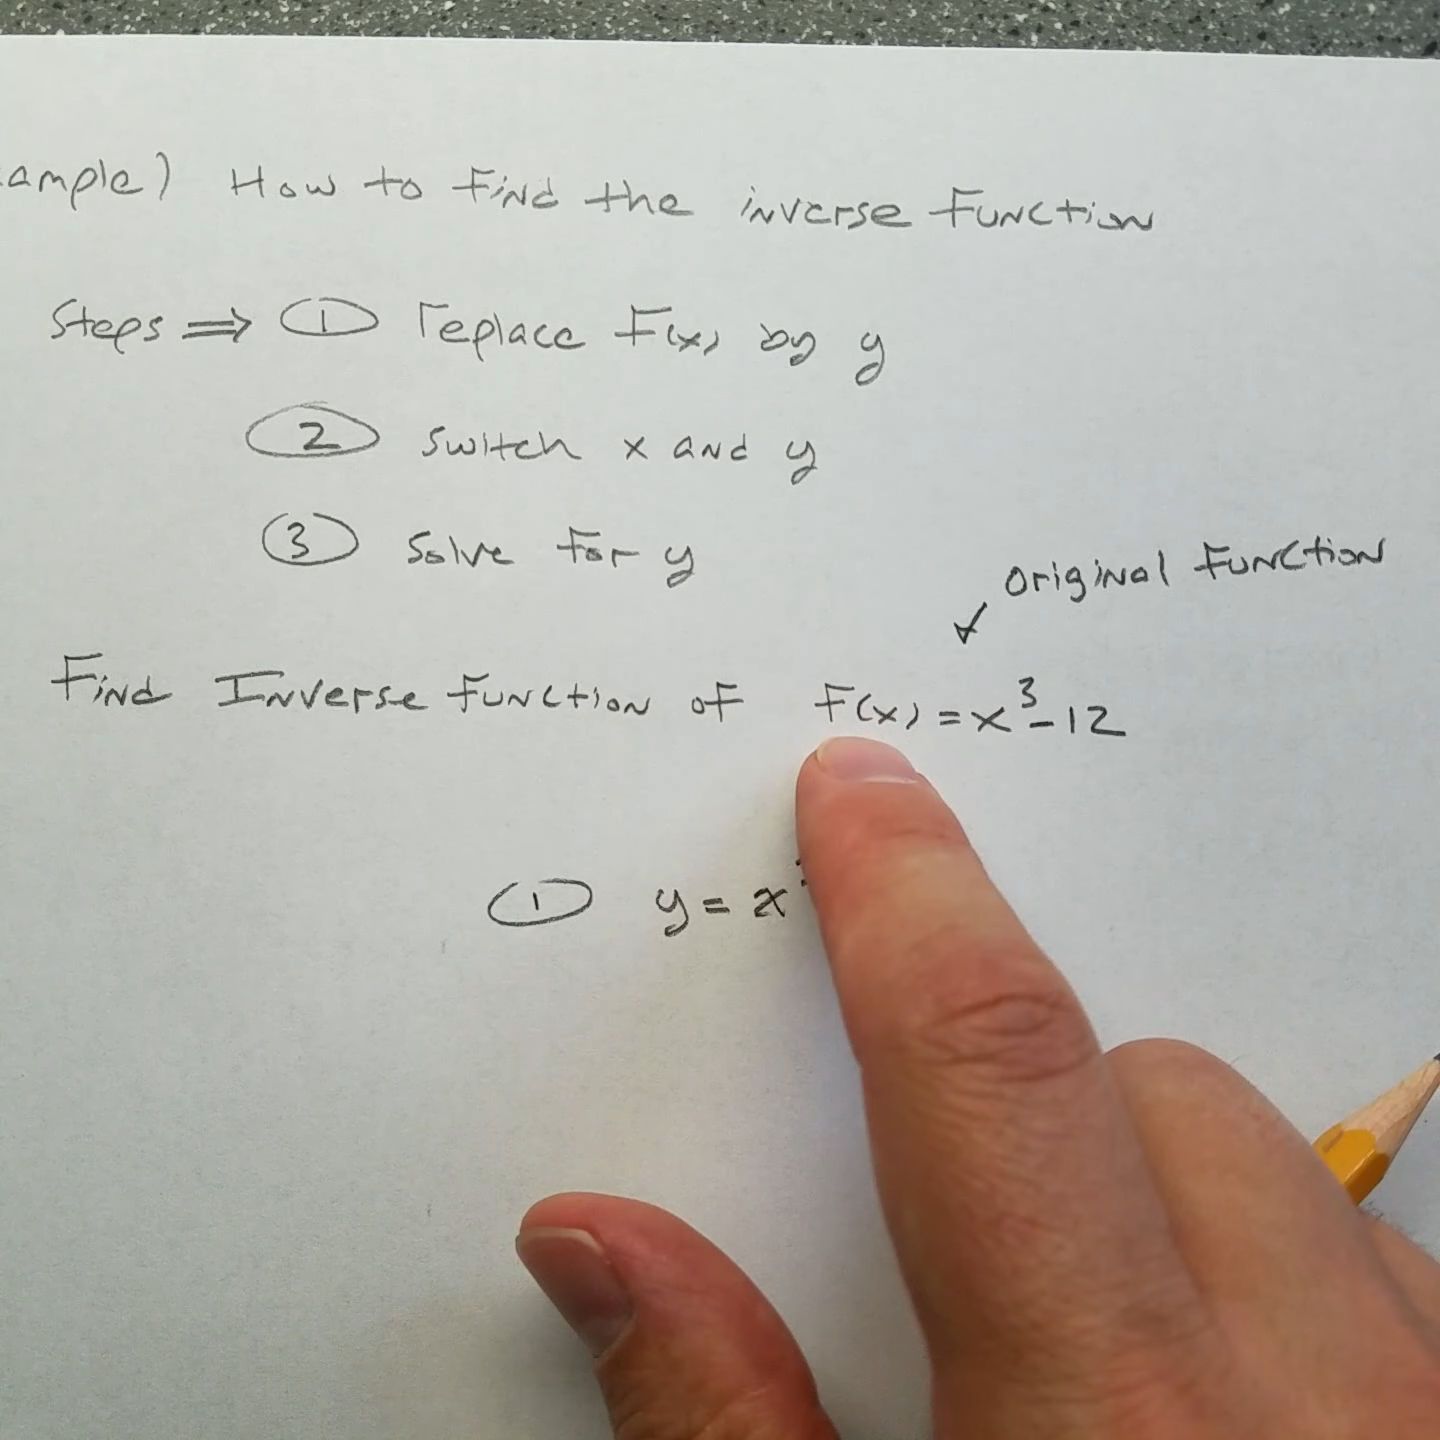 ample) How to Find the inverse Function
Steps ⇒ ① replace F(x) by y
② Switch x and y
③ Solve for y
Original Function
Find Inverse Function of F(x) = x³ - 12
① y = x